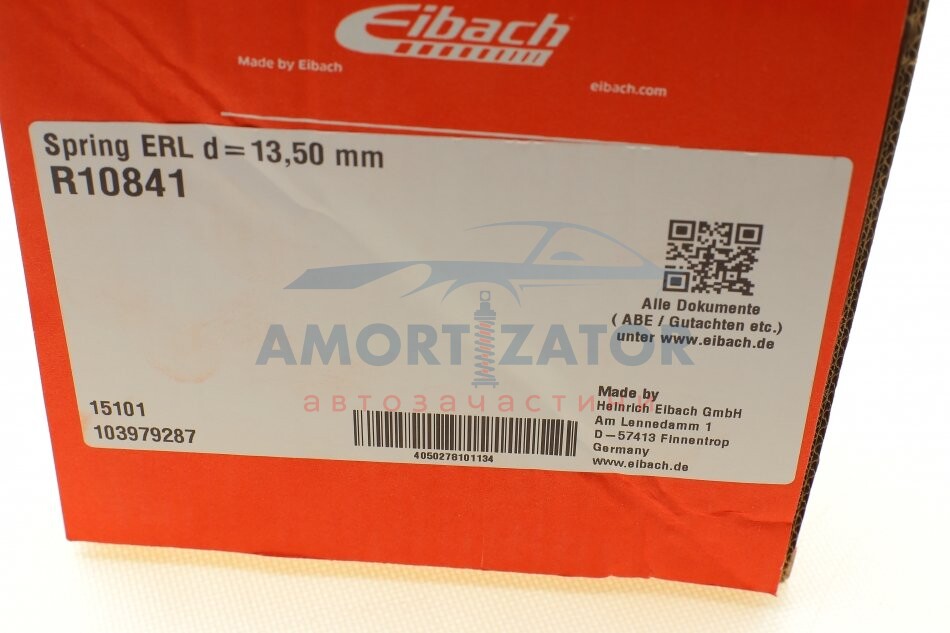 Eibach
Made by Eibach
eibach.com
Spring ERL d=13,50 mm
R10841
Alle Dokumente
( ABE / Gutachten etc.)
unter www.eibach.de
AMORTIZATOR
автозачастини
15101
103979287
4050278101134
Made by
Heinrich Eibach GmbH
Am Lennedamm 1
D-57413 Finnentrop
Germany
www.eibach.de